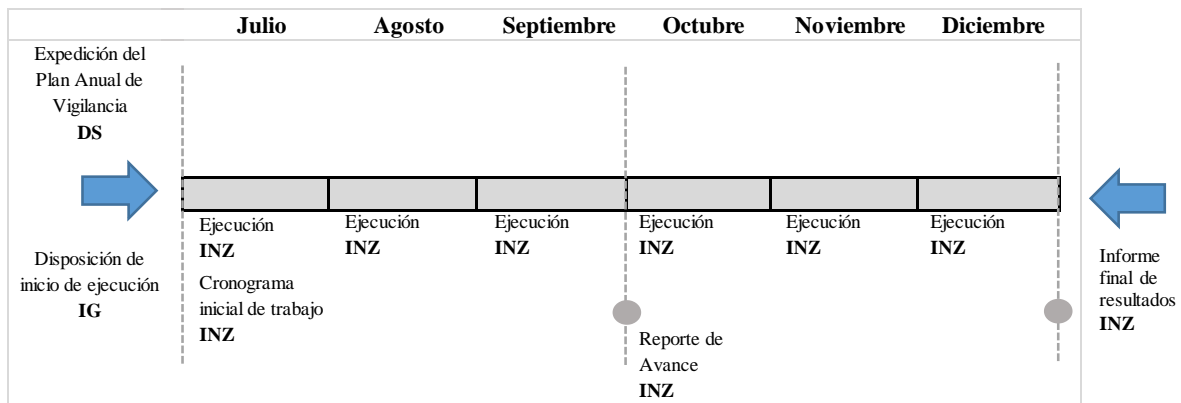 Julio Agosto Septiembre Octubre Noviembre Diciembre
Expedición del
Plan Anual de
Vigilancia
DS
Disposición de
inicio de ejecución
IG
Ejecución
INZ
Cronograma
inicial de trabajo
INZ
Ejecución
INZ
Ejecución
INZ
Ejecución
INZ
Reporte de
Avance
INZ
Ejecución
INZ
Ejecución
INZ
Informe
final de
resultados
INZ